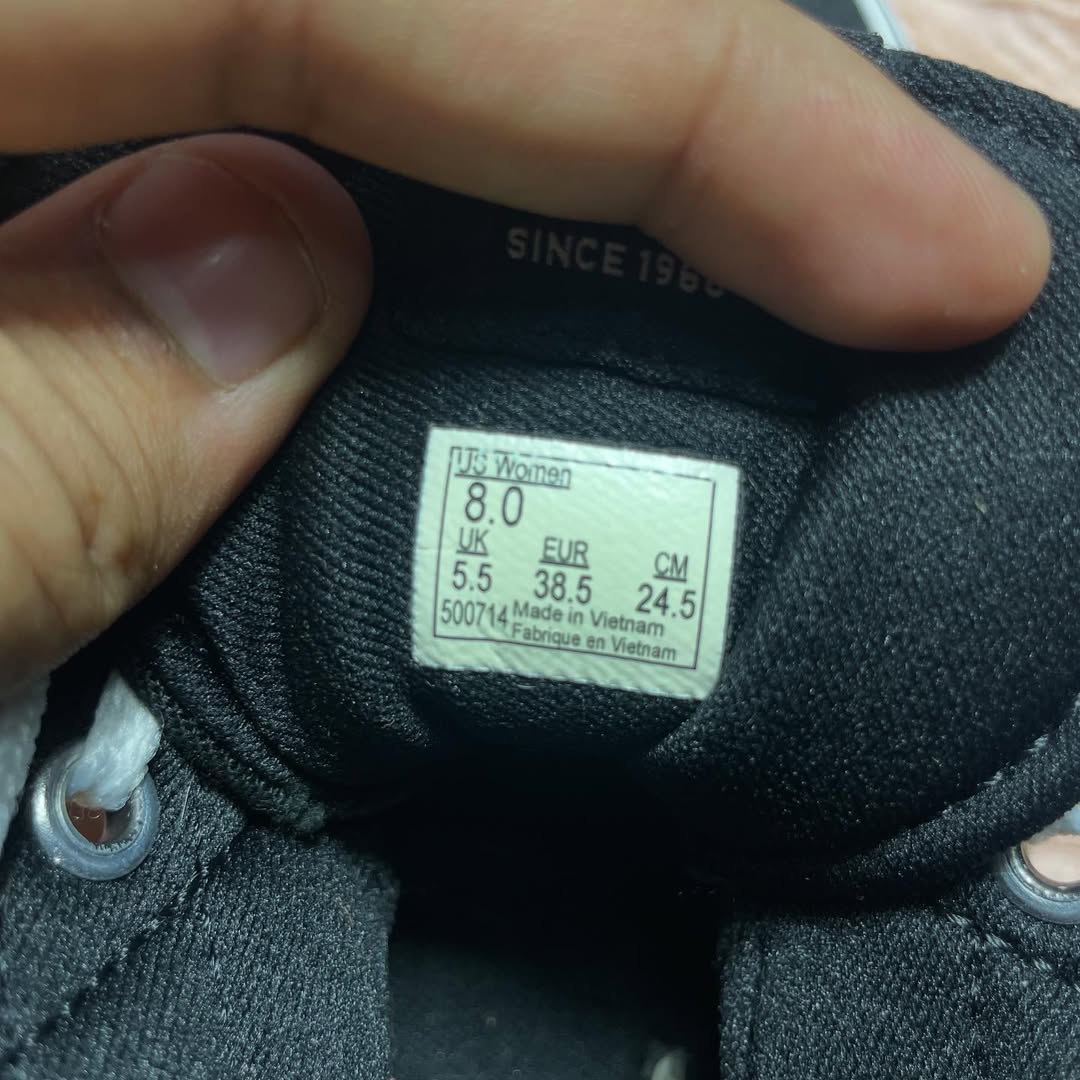 SINCE 1966
US Women
8.0
UK EUR CM
5.5 38.5 24.5
500714 Made in Vietnam
Fabrique en Vietnam